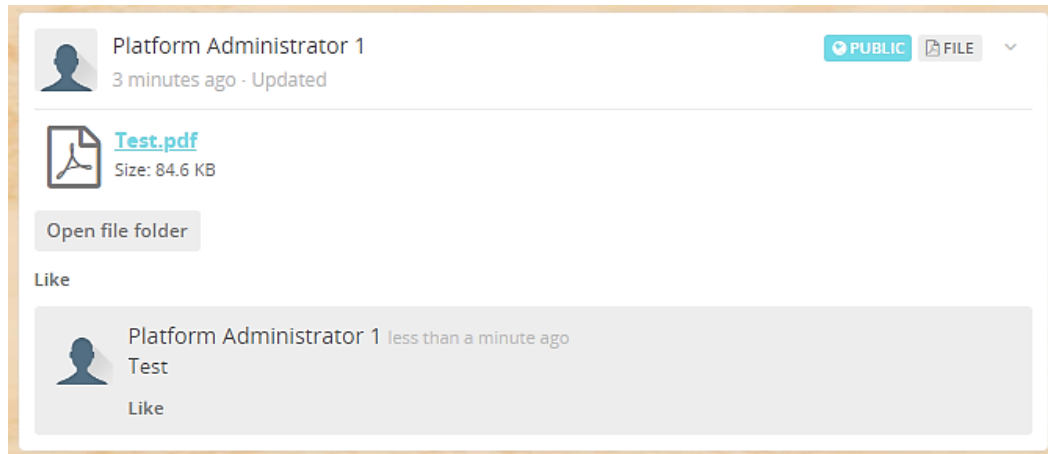 Platform Administrator 1
PUBLIC FILE
3 minutes ago · Updated
Test.pdf
Size: 84.6 KB
Open file folder
Like
Platform Administrator 1 less than a minute ago
Test
Like